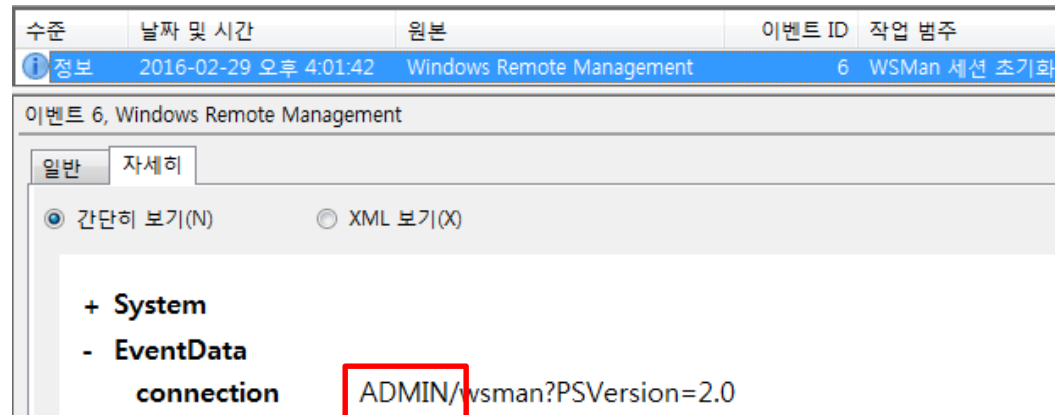 수준 날짜 및 시간 원본 이벤트 ID 작업 범주
정보 2016-02-29 오후 4:01:42 Windows Remote Management 6 WSMan 세션 초기화
이벤트 6, Windows Remote Management
일반 자세히
간단히 보기(N) XML 보기(X)
+ System
- EventData
connection ADMIN/wsman?PSVersion=2.0